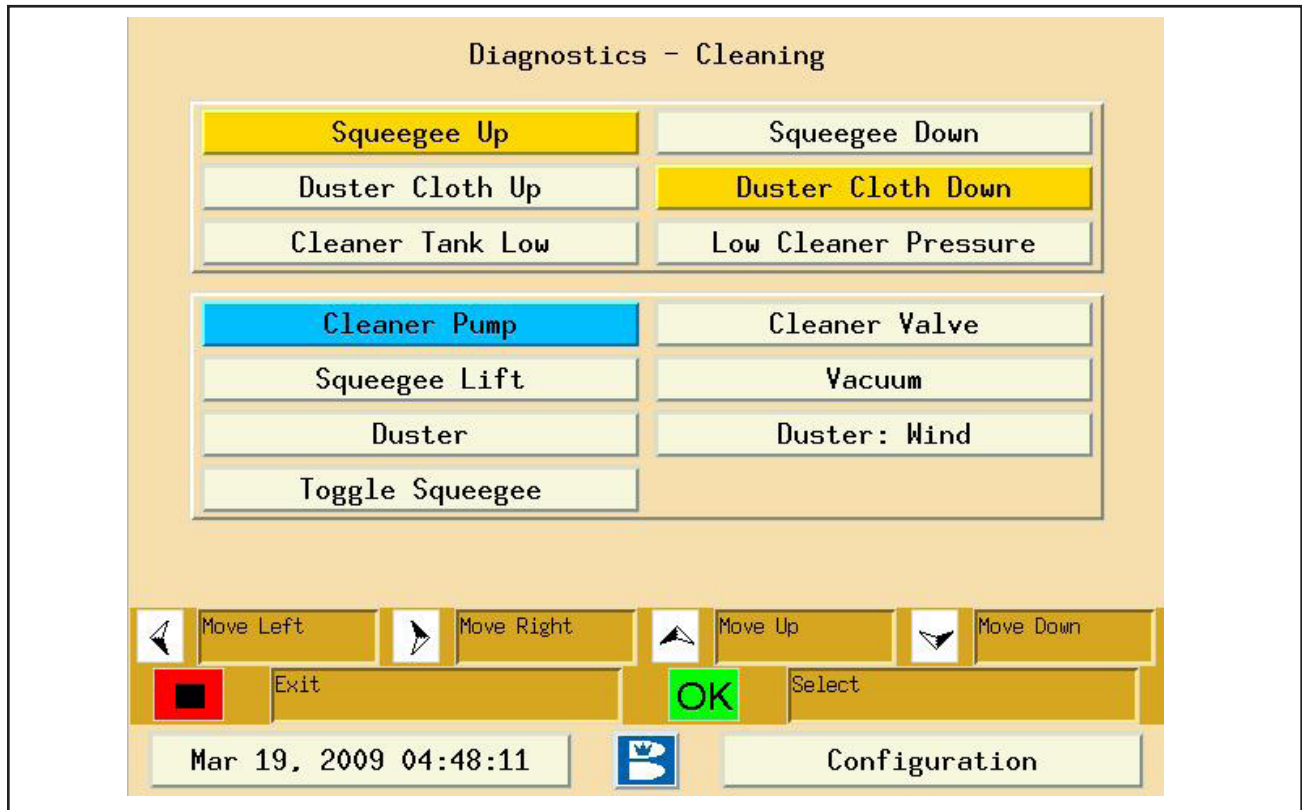 Diagnostics - Cleaning
Squeegee Up Squeegee Down
Duster Cloth Up Duster Cloth Down
Cleaner Tank Low Low Cleaner Pressure
Cleaner Pump Cleaner Valve
Squeegee Lift Vacuum
Duster Duster: Wind
Toggle Squeegee
Move Left Move Right Move Up Move Down
Exit OK Select
Mar 19, 2009 04:48:11 Configuration